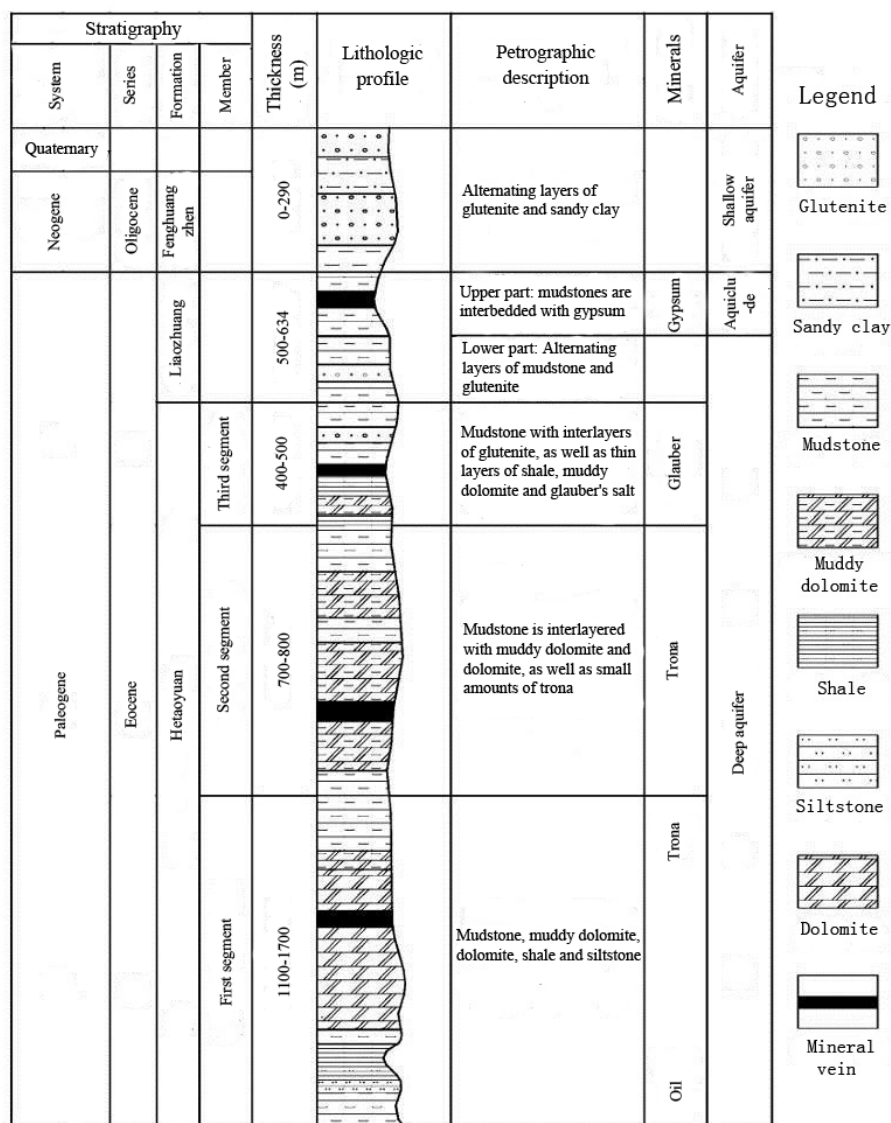 Stratigraphy
System
Series
Formation
Member
Thickness
(m)
Lithologic
profile
Petrographic
description
Minerals
Aquifer
Quaternary
Neogene
Oligocene
Fenghuang
zhen
0-290
Alternating layers of
glutenite and sandy clay
Shallow
aquifer
Paleogene
Eocene
Liaozhuang
500-634
Upper part: mudstones are
interbedded with gypsum
Gypsum
Aquiclu
-de
Lower part: Alternating
layers of mudstone and
glutenite
Hetaoyuan
Third segment
400-500
Mudstone with interlayers
of glutenite, as well as thin
layers of shale, muddy
dolomite and glauber's salt
Glauber
Deep aquifer
Second segment
700-800
Mudstone is interlayered
with muddy dolomite and
dolomite, as well as small
amounts of trona
Trona
First segment
1100-1700
Mudstone, muddy dolomite,
dolomite, shale and siltstone
Trona
Oil
Legend
Glutenite
Sandy clay
Mudstone
Muddy
dolomite
Shale
Siltstone
Dolomite
Mineral
vein